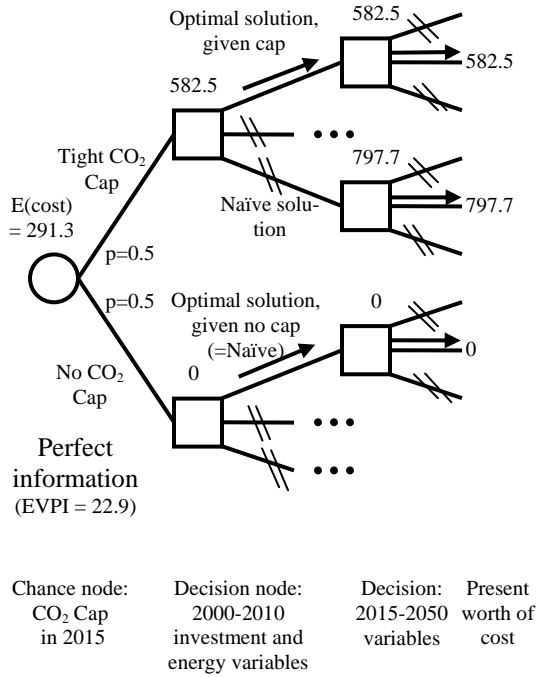 Optimal solution,
given cap
582.5
582.5
582.5
Tight CO₂
Cap
797.7
797.7
Naïve solu-
tion
E(cost)
= 291.3
p=0.5
p=0.5
Optimal solution,
given no cap
(=Naïve)
0
0
0
No CO₂
Cap
Perfect
information
(EVPI = 22.9)
Chance node:
CO₂ Cap
in 2015
Decision node:
2000-2010
investment and
energy variables
Decision:
2015-2050
variables
Present
worth of
cost